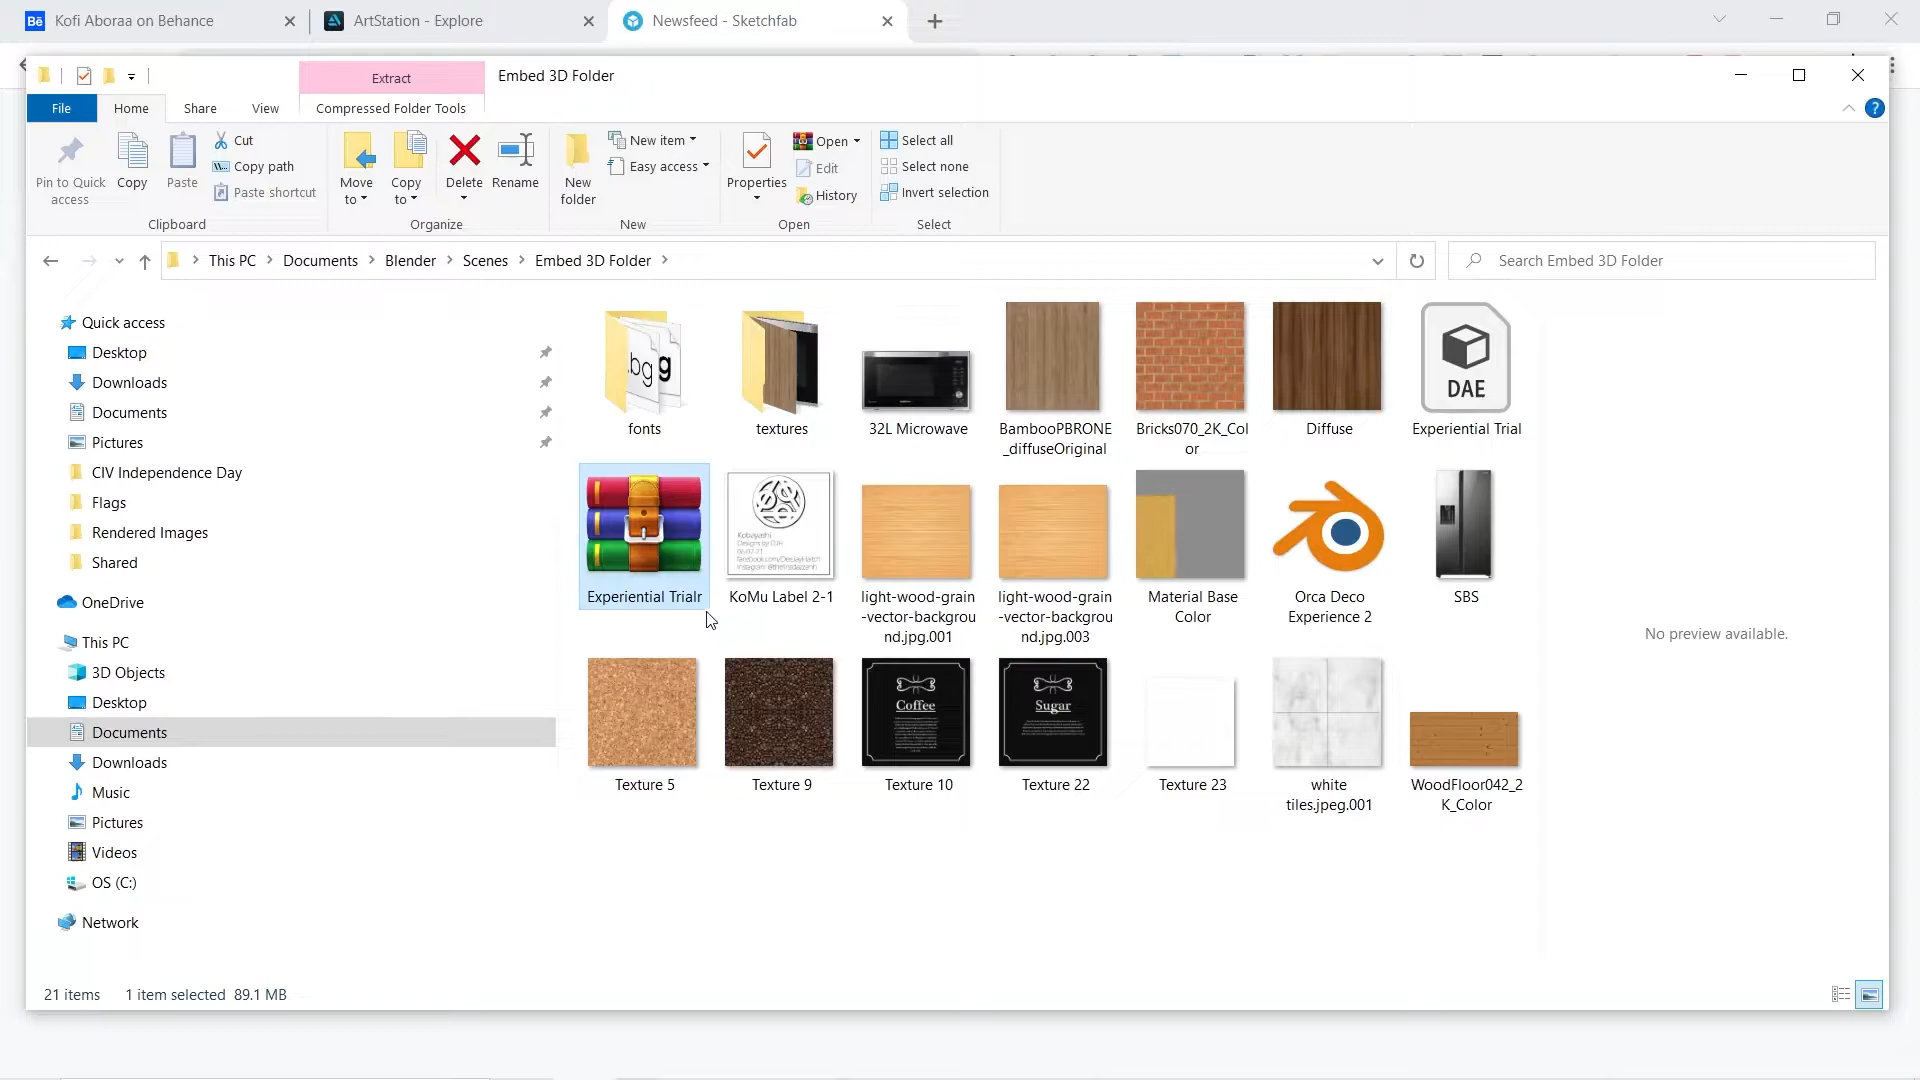 Kofi Aboraa on Behance
ArtStation - Explore
Newsfeed - Sketchfab
Extract
Embed 3D Folder
File
Home
Share
View
Compressed Folder Tools
Pin to Quick access
Copy
Paste
Cut
Copy path
Paste shortcut
Move to
Copy to
Delete
Rename
New folder
New item
Easy access
Properties
Open
Edit
History
Select all
Select none
Invert selection
Clipboard
Organize
New
Open
Select
This PC > Documents > Blender > Scenes > Embed 3D Folder >
Search Embed 3D Folder
Quick access
Desktop
Downloads
Documents
Pictures
CIV Independence Day
Flags
Rendered Images
Shared
OneDrive
This PC
3D Objects
Desktop
Documents
Downloads
Music
Pictures
Videos
OS (C:)
Network
fonts
textures
32L Microwave
BambooPBRONE
_diffuseOriginal
Bricks070_2K_Col
or
Diffuse
DAE
Experiential Trial
Experiential Trialr
Kobayashi
KoMu Label 2-1
light-wood-grain
-vector-backgrou
nd.jpg.001
light-wood-grain
-vector-backgrou
nd.jpg.003
Material Base
Color
Orca Deco
Experience 2
SBS
Texture 5
Texture 9
Coffee
Texture 10
Sugar
Texture 22
Texture 23
white
tiles.jpeg.001
WoodFloor042_2
K_Color
No preview available.
21 items
1 item selected 89.1 MB